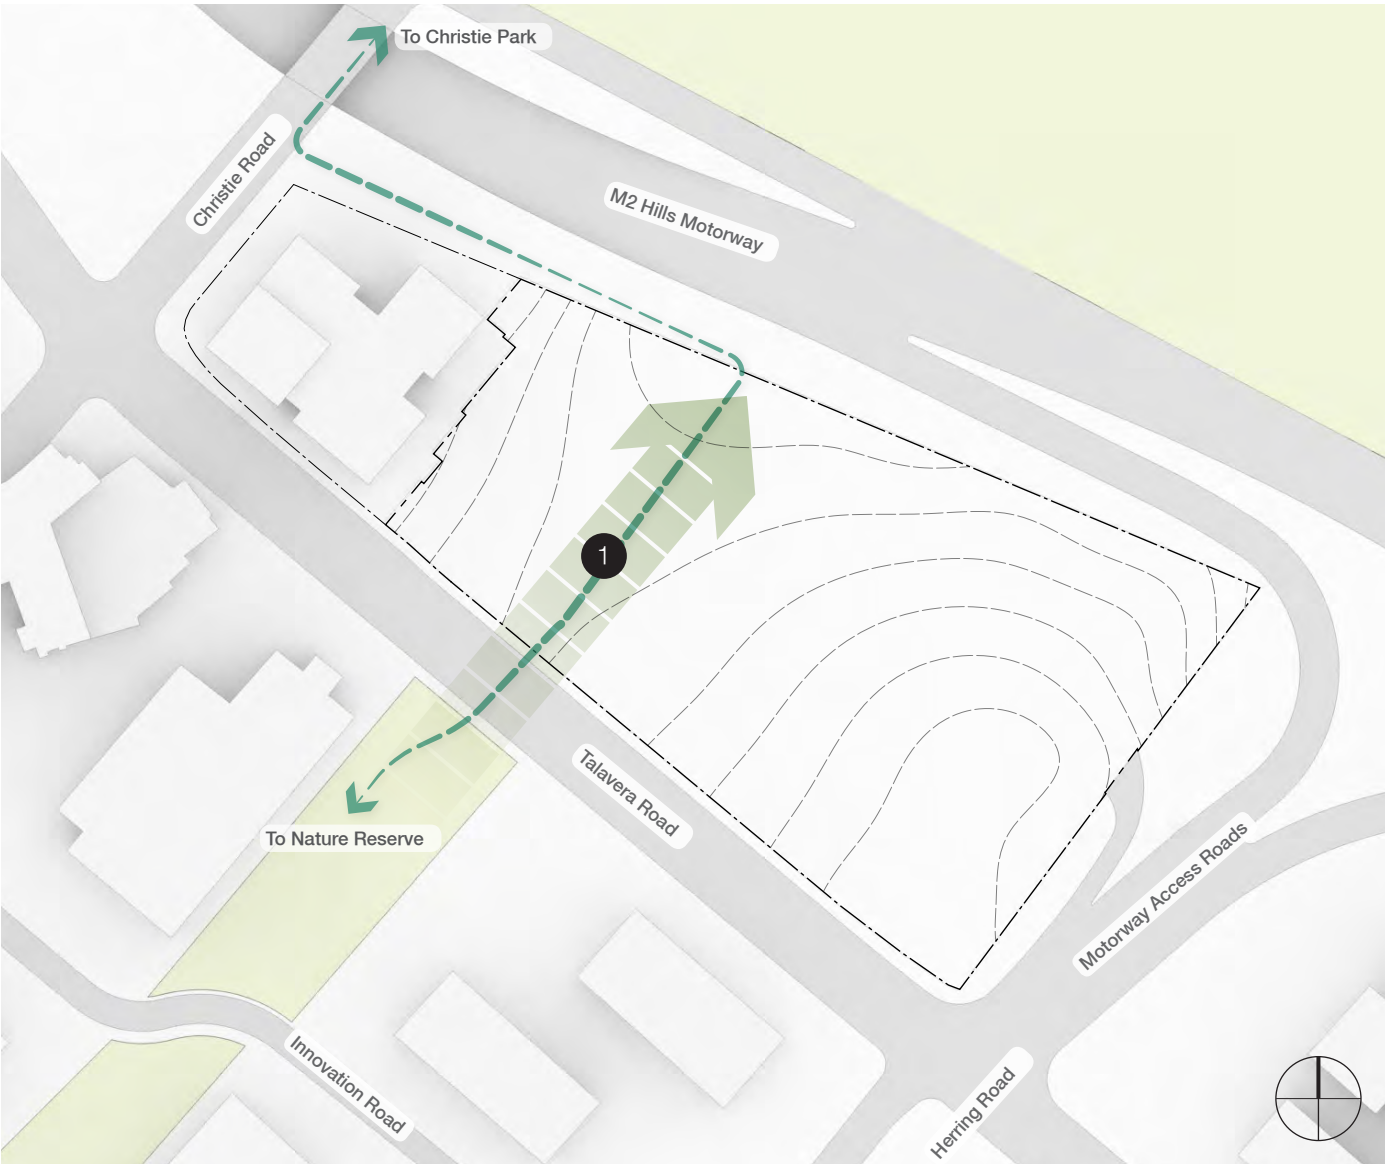 To Christie Park
Christie Road
M2 Hills Motorway
1
Talavera Road
To Nature Reserve
Motorway Access Roads
Innovation Road
Herring Road